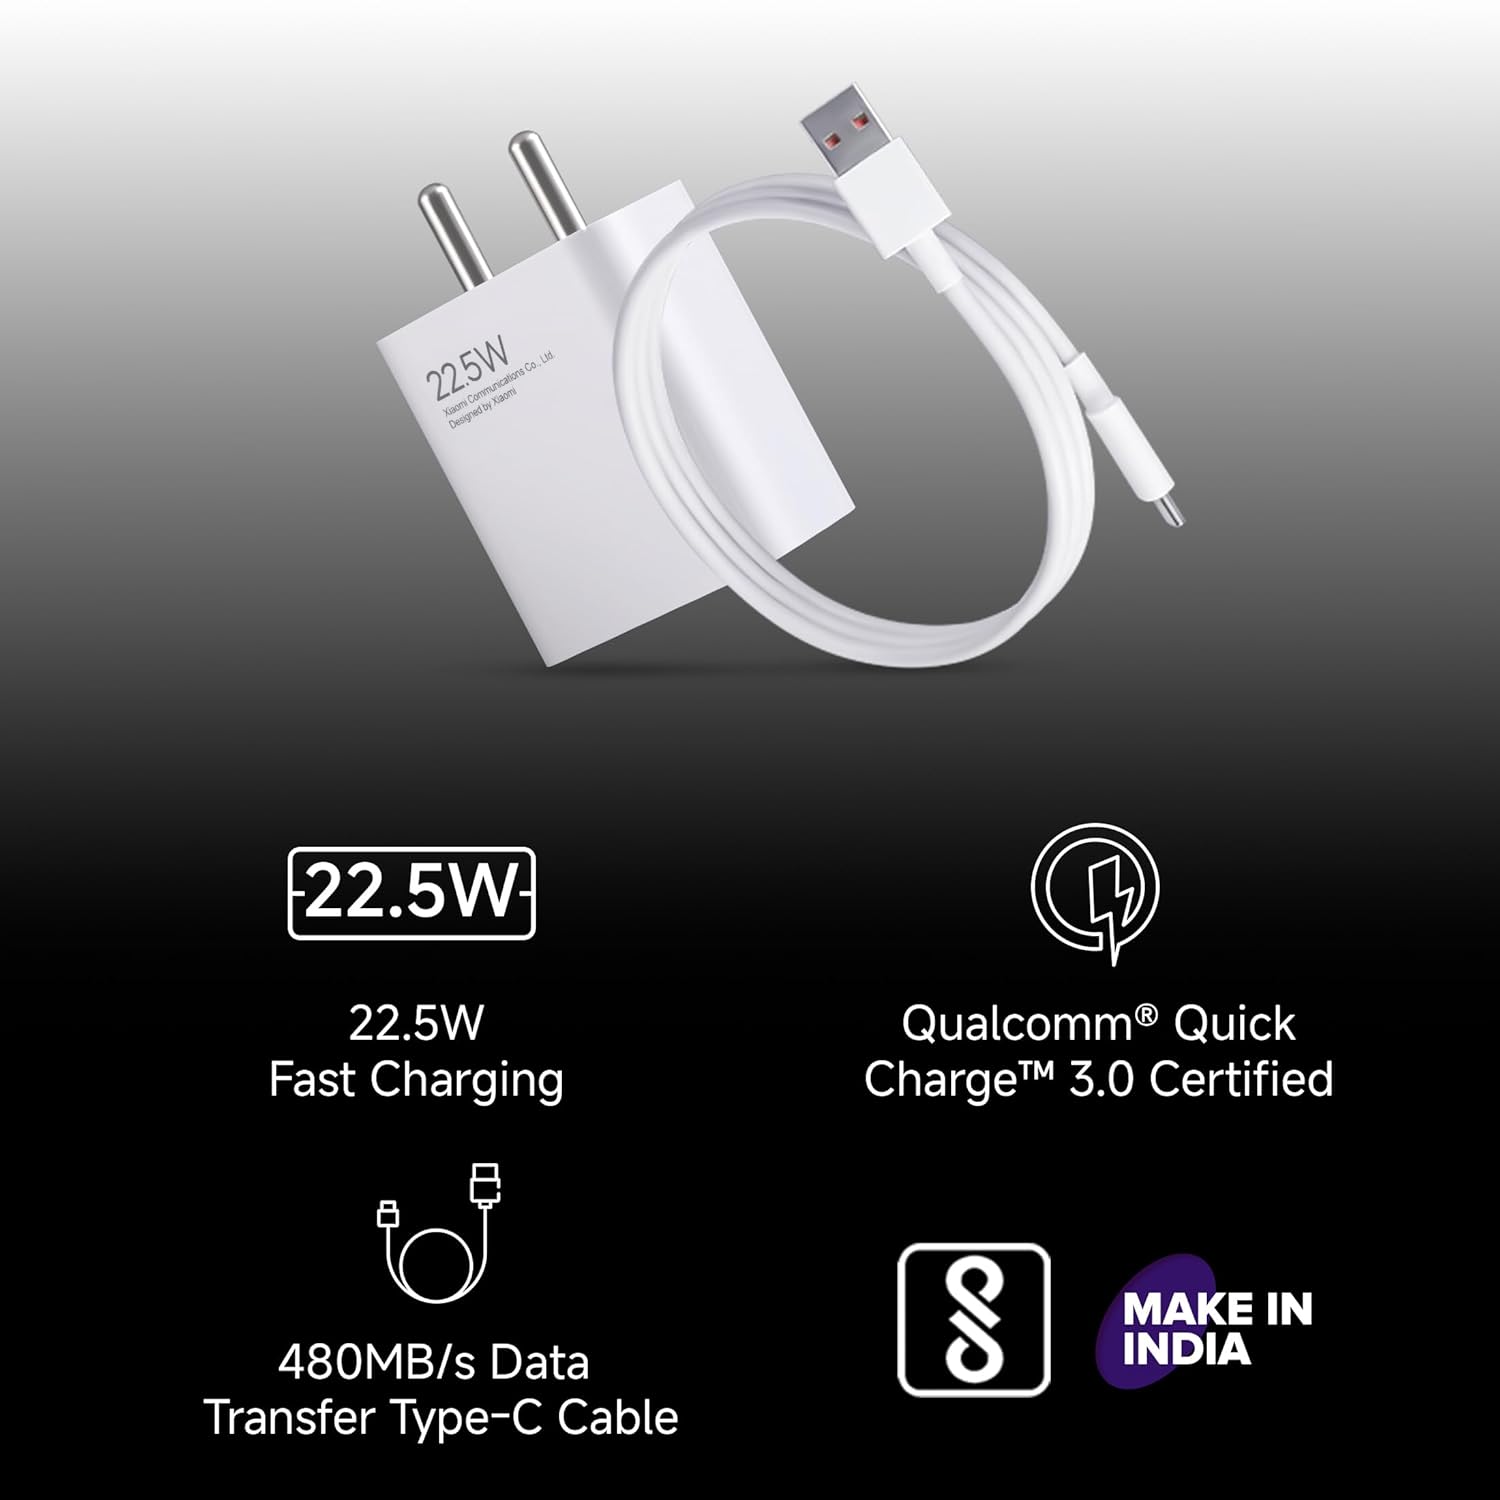 22.5W
Xiaomi Communications Co., Ltd.
Designed by Xiaomi
22.5W
22.5W
Fast Charging
Qualcomm® Quick
Charge™ 3.0 Certified
480MB/s Data
Transfer Type-C Cable
MAKE IN
INDIA